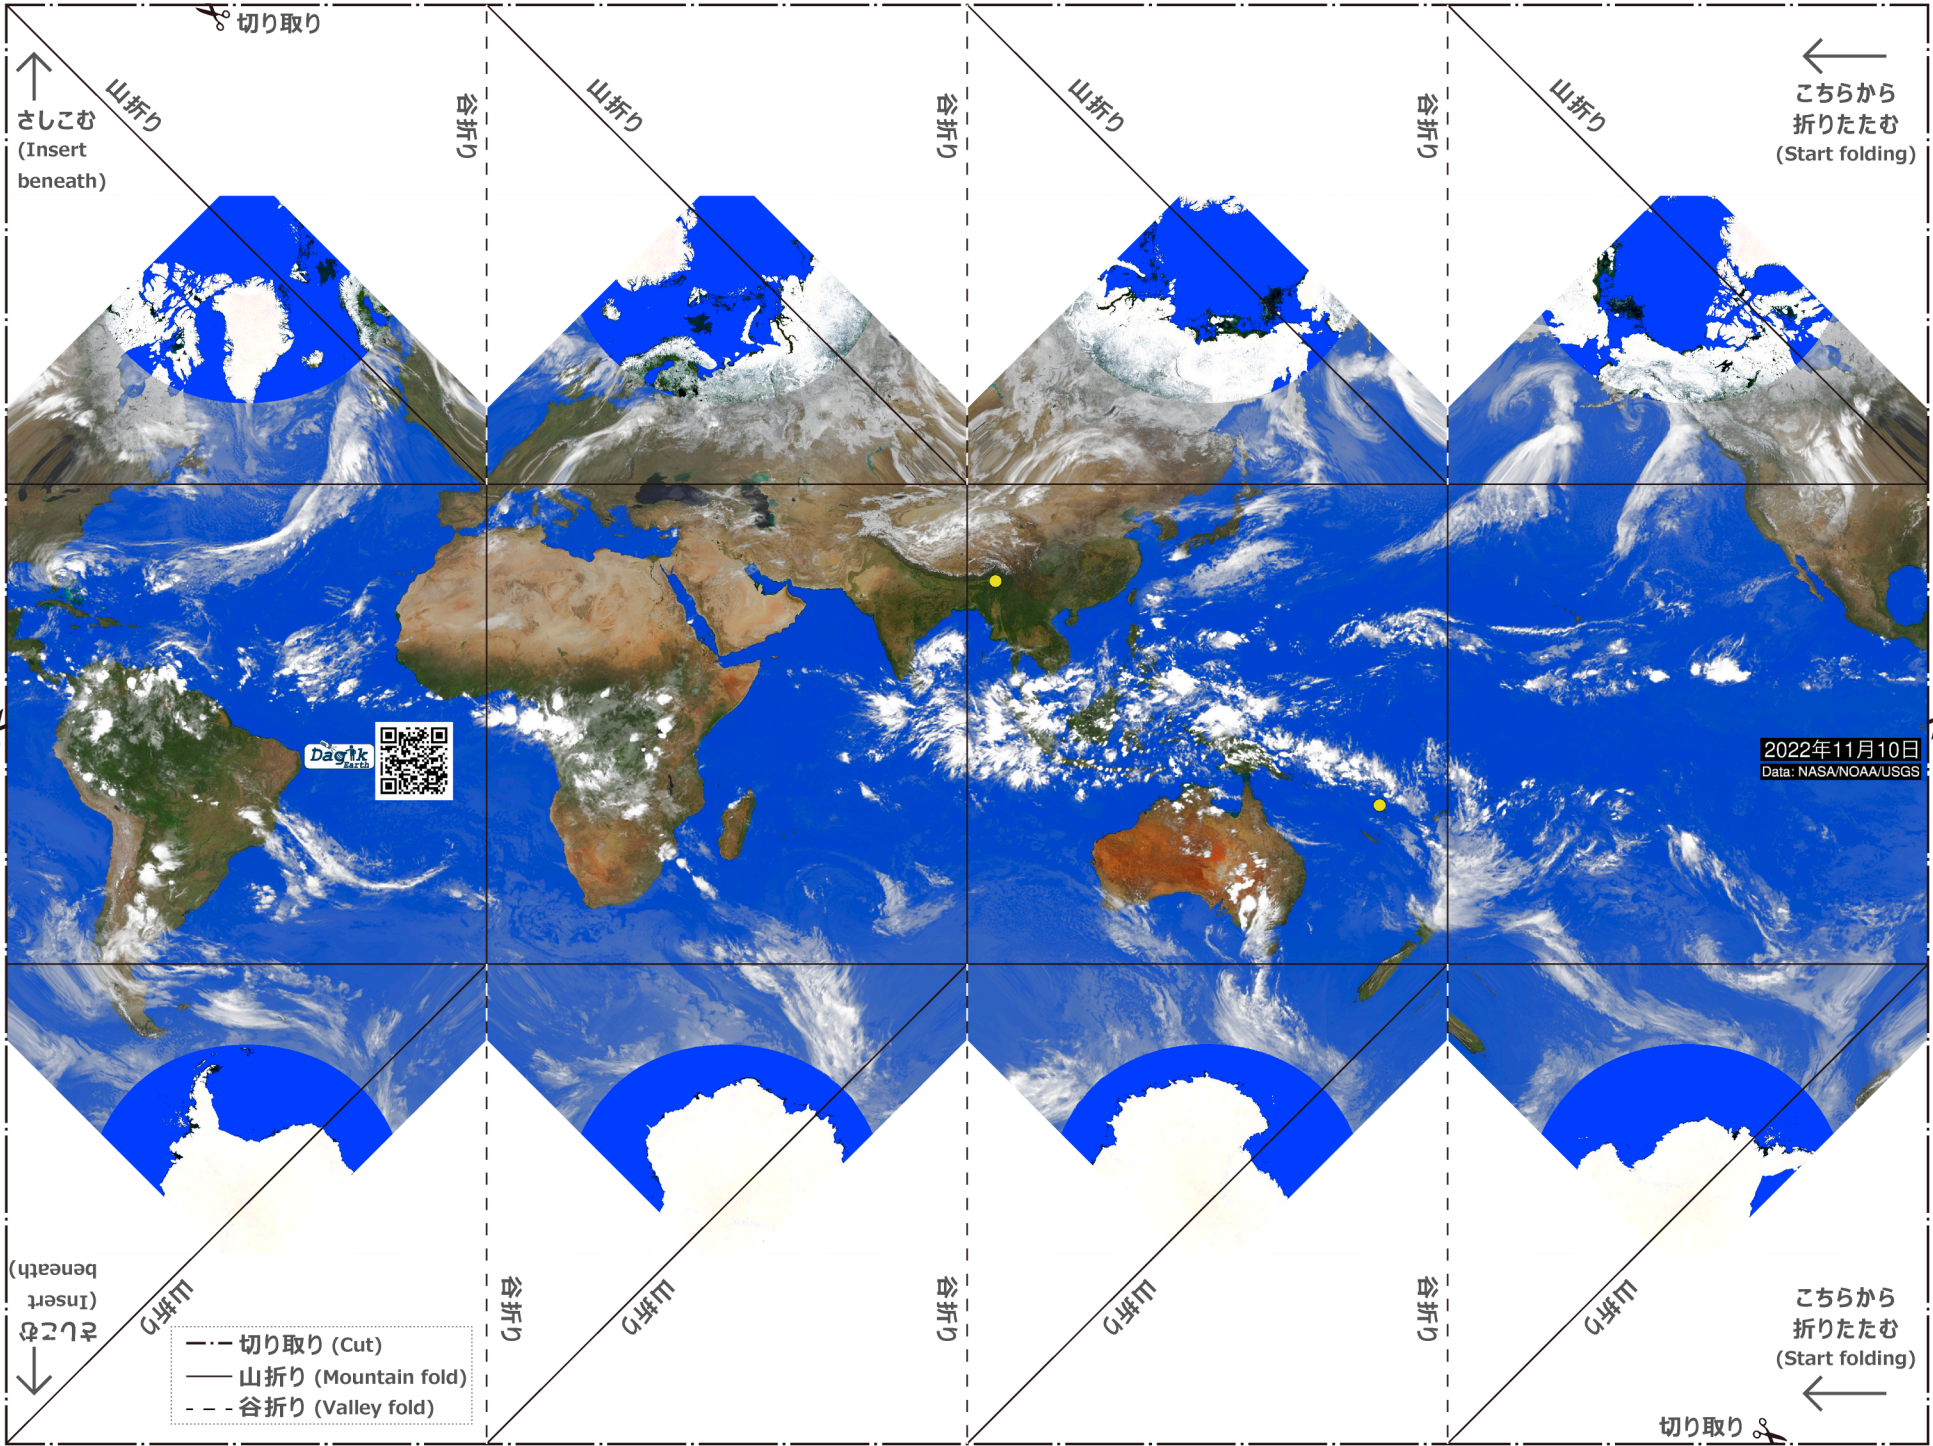 切り取り
山折り
谷折り
山折り
谷折り
山折り
谷折り
山折り
さしこむ
(Insert
beneath)
こちらから
折りたたむ
(Start folding)
Dagik
Earth
2022年11月10日
Data: NASA/NOAA/USGS
さしこむ
(Insert
beneath)
山折り
谷折り
山折り
谷折り
山折り
谷折り
山折り
切り取り (Cut)
山折り (Mountain fold)
谷折り (Valley fold)
こちらから
折りたたむ
(Start folding)
切り取り